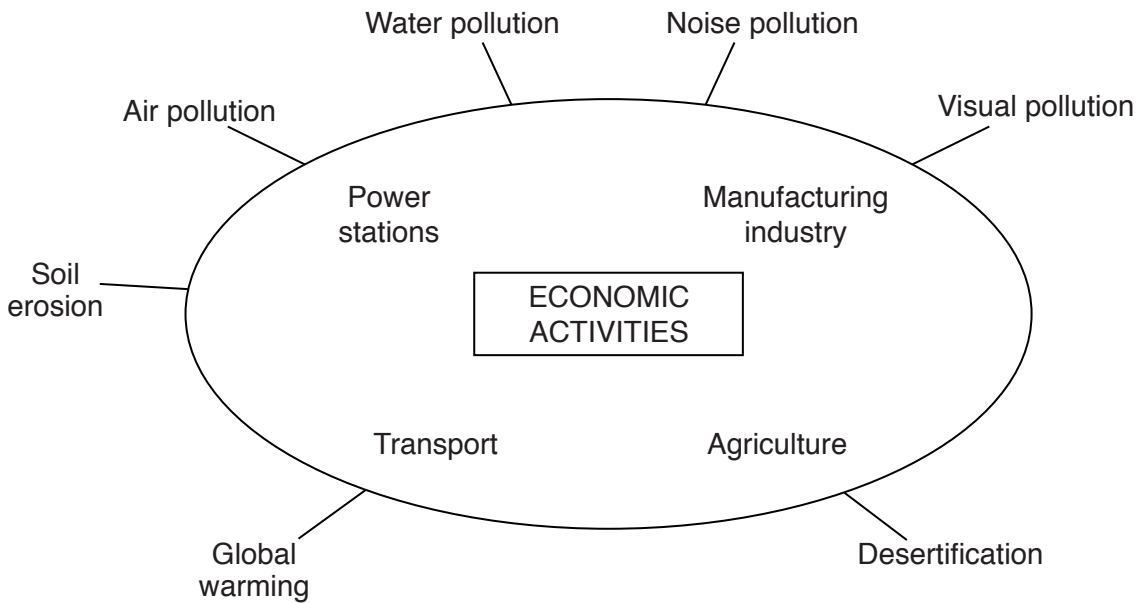 Water pollution
Noise pollution
Air pollution
Visual pollution
Power
stations
Manufacturing
industry
Soil
erosion
ECONOMIC
ACTIVITIES
Transport
Agriculture
Global
warming
Desertification